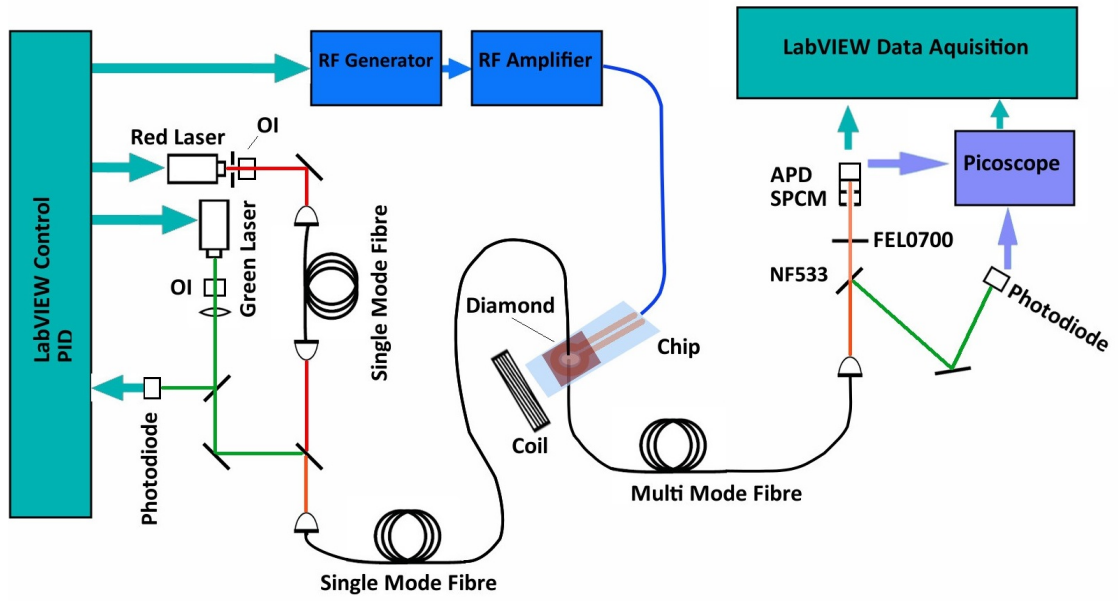 LabVIEW Data Aquisition
RF Generator
RF Amplifier
OI
Red Laser
APD
SPCM
Picoscope
LabVIEW Control
PID
Green Laser
OI
Single Mode Fibre
FEL0700
NF533
Photodiode
Diamond
Chip
Coil
Photodiode
Multi Mode Fibre
Single Mode Fibre